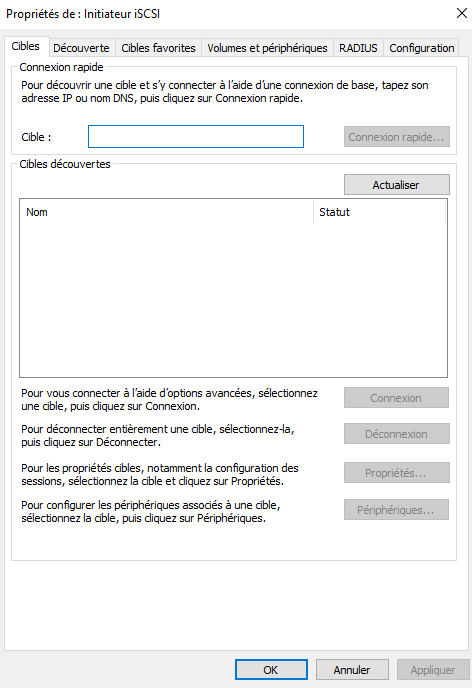 Propriétés de : Initiateur iSCSI
Cibles
Découverte
Cibles favorites
Volumes et périphériques
RADIUS
Configuration
Connexion rapide
Pour découvrir une cible et s’y connecter à l’aide d’une connexion de base, tapez son
adresse IP ou nom DNS, puis cliquez sur Connexion rapide.
Cible :
Connexion rapide...
Cibles découvertes
Actualiser
Nom
Statut
Pour vous connecter à l’aide d’options avancées, sélectionnez
une cible, puis cliquez sur Connexion.
Connexion
Pour déconnecter entièrement une cible, sélectionnez-la,
puis cliquez sur Déconnecter.
Déconnexion
Pour les propriétés cibles, notamment la configuration des
sessions, sélectionnez la cible et cliquez sur Propriétés.
Propriétés...
Pour configurer les périphériques associés à une cible,
sélectionnez la cible, puis cliquez sur Périphériques.
Périphériques...
OK
Annuler
Appliquer